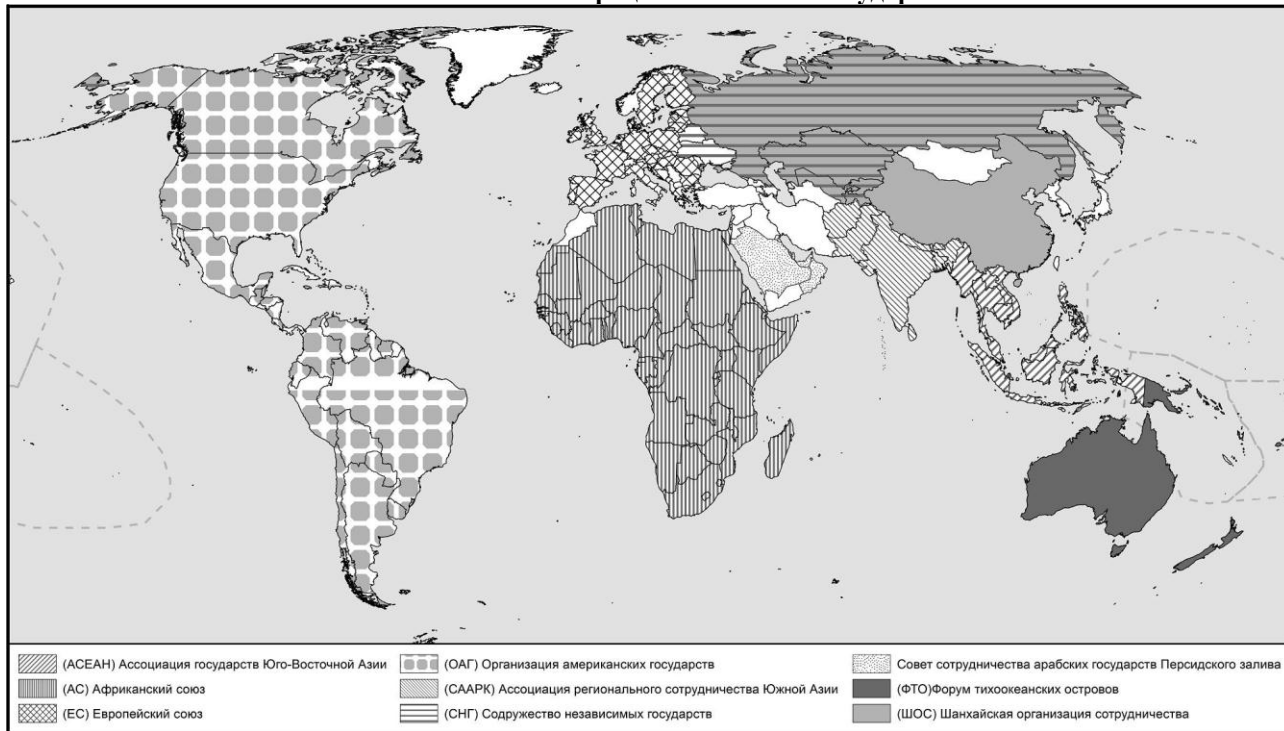 (АСЕАН) Ассоциация государств Юго-Восточной Азии
(АС) Африканский союз
(ЕС) Европейский союз
(ОАГ) Организация американских государств
(СААРК) Ассоциация регионального сотрудничества Южной Азии
(СНГ) Содружество независимых государств
Совет сотрудничества арабских государств Персидского залива
(ФТО)Форум тихоокеанских островов
(ШОС) Шанхайская организация сотрудничества